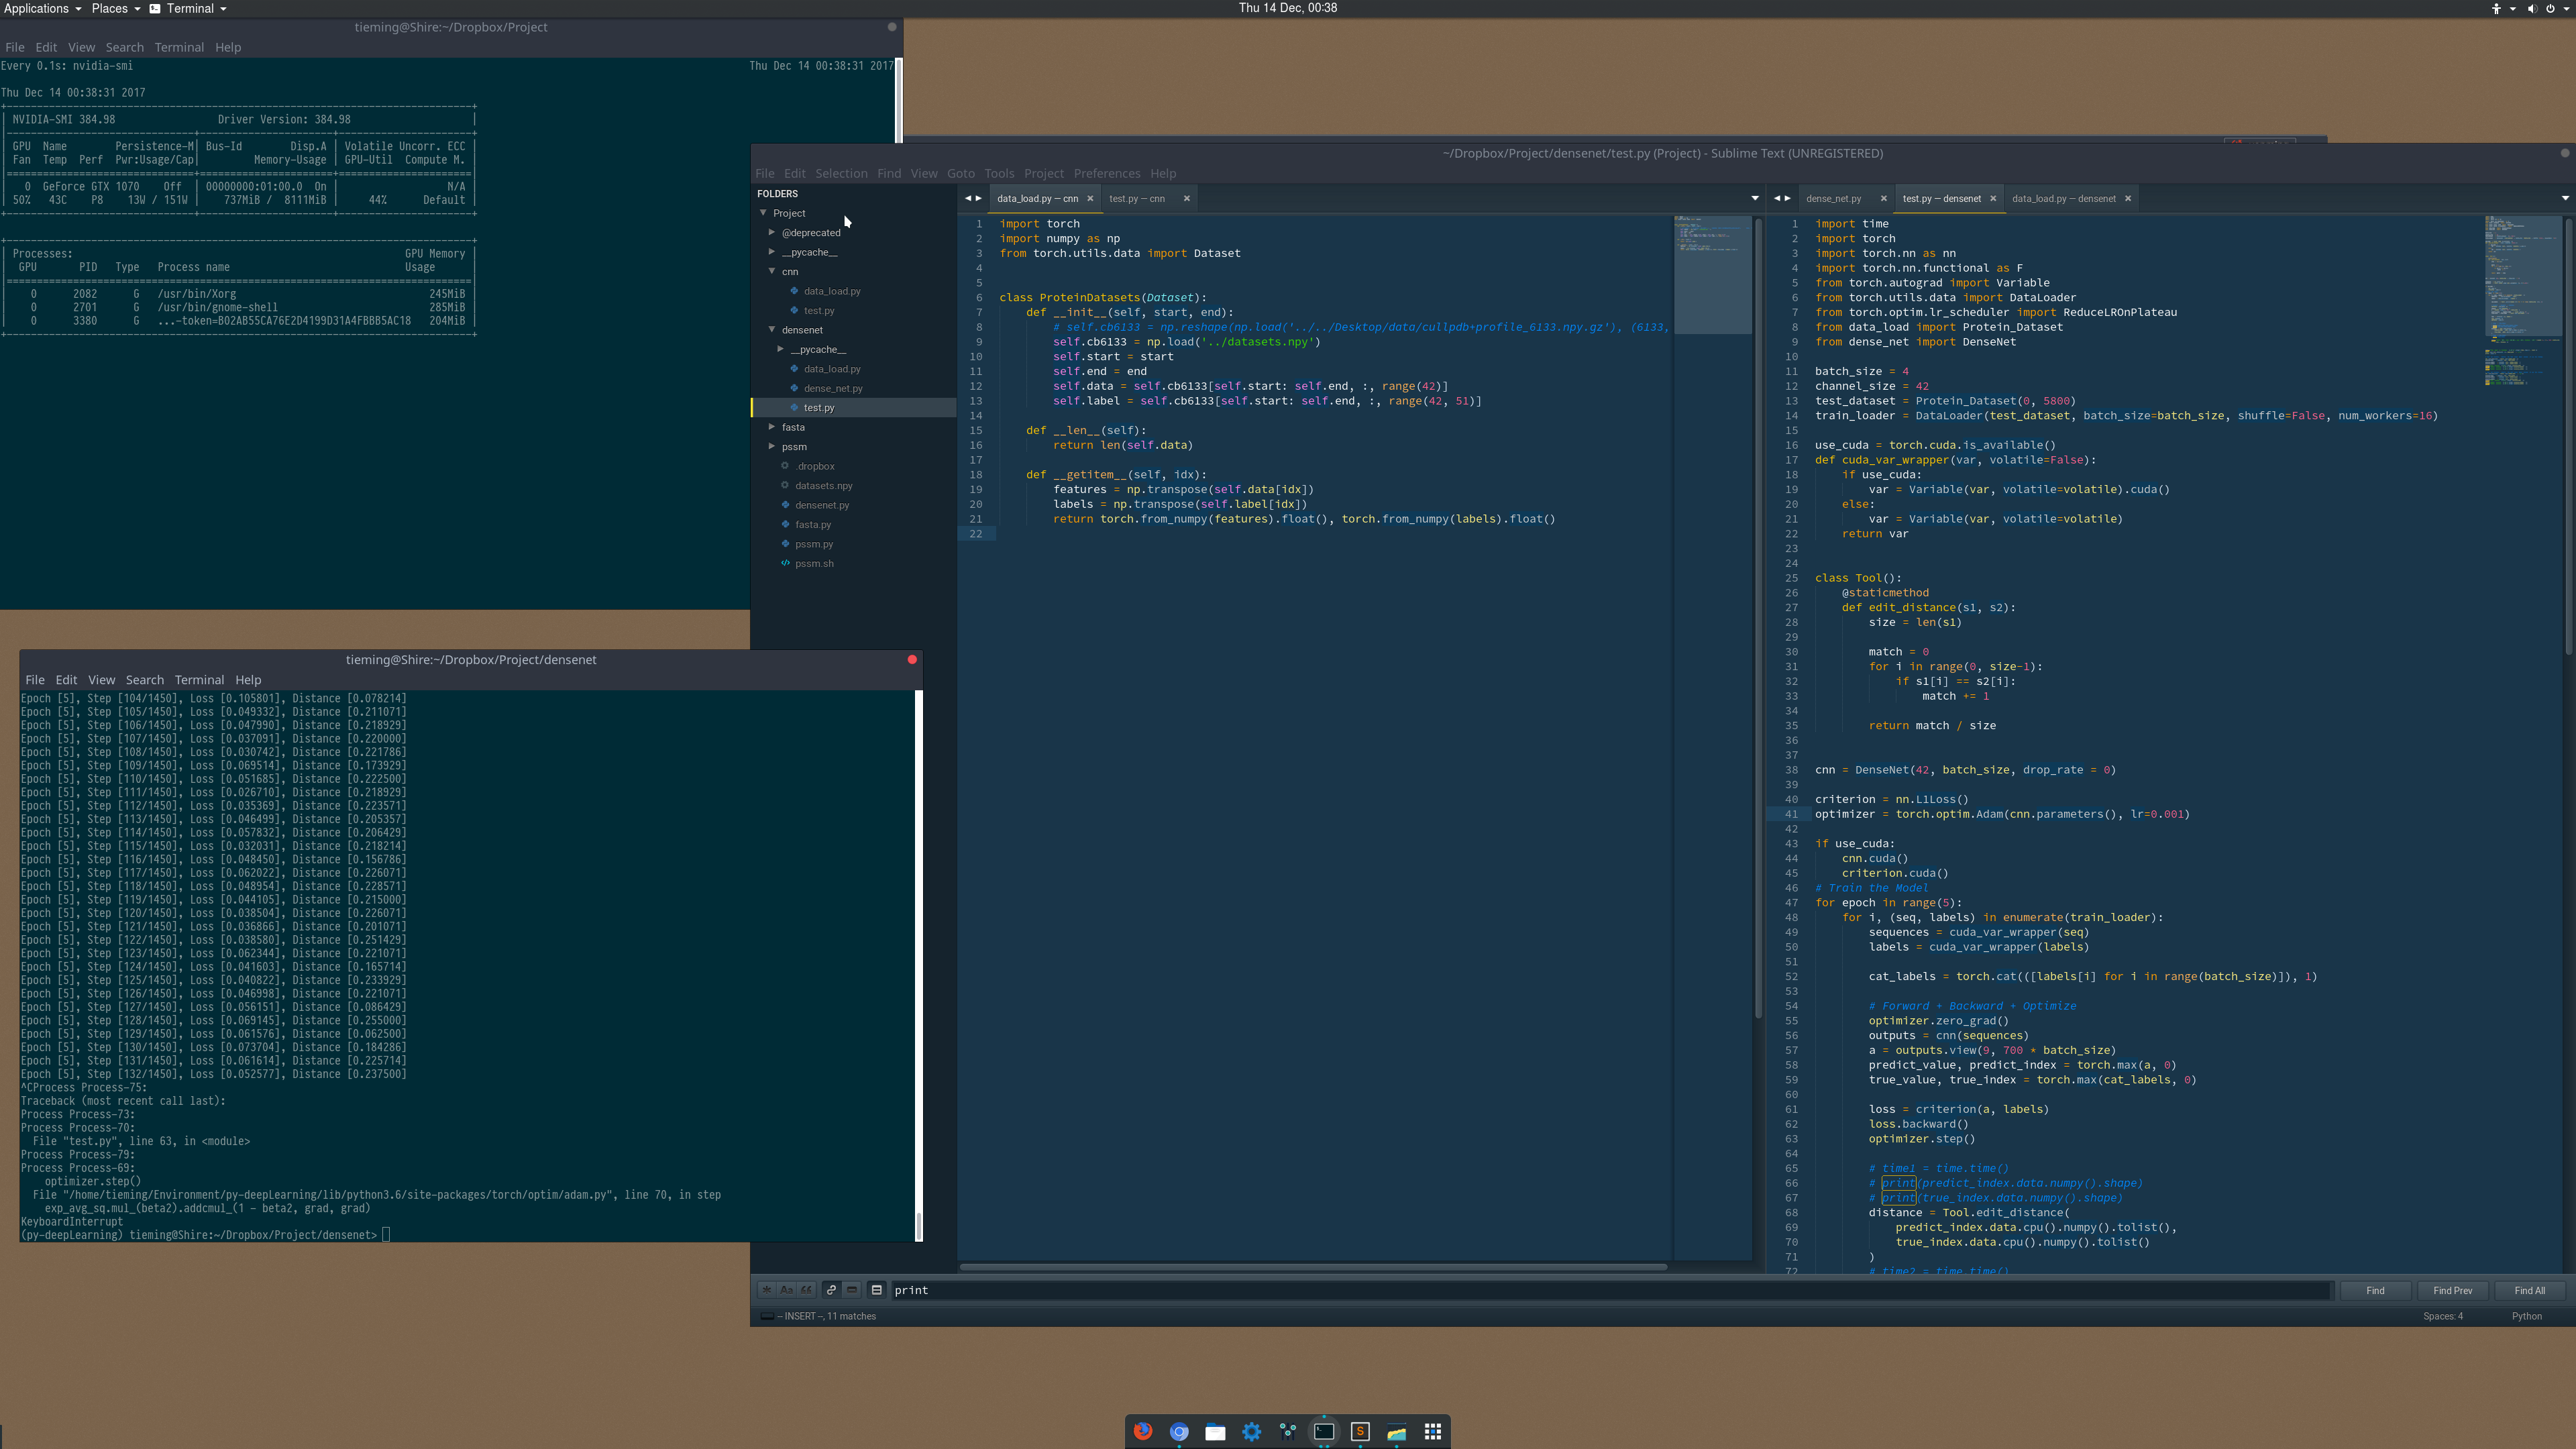 Applications Places Terminal Thu 14 Dec, 00:38
tieming@Shire:~/Dropbox/Project
File Edit View Search Terminal Help
Every 0.1s: nvidia-smi Thu Dec 14 00:38:31 2017
Thu Dec 14 00:38:31 2017
NVIDIA-SMI 384.98 Driver Version: 384.98
GPU Name Persistence-M| Bus-Id Disp.A | Volatile Uncorr. ECC
Fan Temp Perf Pwr:Usage/Cap| Memory-Usage | GPU-Util Compute M.
0 GeForce GTX 1070 Off | 00000000:01:00.0 On | N/A
50% 43C P8 13W / 151W | 737MiB / 8111MiB | 44% Default
Processes: GPU Memory
GPU PID Type Process name Usage
0 2082 G /usr/bin/Xorg 245MiB
0 2701 G /usr/bin/gnome-shell 285MiB
0 3380 G ...-token=B02AB55CA76E2D4199D31A4FBBB5AC18 204MiB
tieming@Shire:~/Dropbox/Project/densenet
File Edit View Search Terminal Help
Epoch [5], Step [104/1450], Loss [0.105801], Distance [0.078214]
Epoch [5], Step [105/1450], Loss [0.049332], Distance [0.211071]
Epoch [5], Step [106/1450], Loss [0.047990], Distance [0.218929]
Epoch [5], Step [107/1450], Loss [0.037091], Distance [0.220000]
Epoch [5], Step [108/1450], Loss [0.030742], Distance [0.221786]
Epoch [5], Step [109/1450], Loss [0.069514], Distance [0.173929]
Epoch [5], Step [110/1450], Loss [0.051685], Distance [0.222500]
Epoch [5], Step [111/1450], Loss [0.026710], Distance [0.218929]
Epoch [5], Step [112/1450], Loss [0.035369], Distance [0.223571]
Epoch [5], Step [113/1450], Loss [0.046499], Distance [0.205357]
Epoch [5], Step [114/1450], Loss [0.057832], Distance [0.206429]
Epoch [5], Step [115/1450], Loss [0.032031], Distance [0.218214]
Epoch [5], Step [116/1450], Loss [0.048450], Distance [0.156786]
Epoch [5], Step [117/1450], Loss [0.062022], Distance [0.226071]
Epoch [5], Step [118/1450], Loss [0.048954], Distance [0.228571]
Epoch [5], Step [119/1450], Loss [0.044105], Distance [0.215000]
Epoch [5], Step [120/1450], Loss [0.038504], Distance [0.226071]
Epoch [5], Step [121/1450], Loss [0.036866], Distance [0.201071]
Epoch [5], Step [122/1450], Loss [0.038580], Distance [0.251429]
Epoch [5], Step [123/1450], Loss [0.062344], Distance [0.221071]
Epoch [5], Step [124/1450], Loss [0.041603], Distance [0.165714]
Epoch [5], Step [125/1450], Loss [0.040822], Distance [0.233929]
Epoch [5], Step [126/1450], Loss [0.046998], Distance [0.221071]
Epoch [5], Step [127/1450], Loss [0.056151], Distance [0.086429]
Epoch [5], Step [128/1450], Loss [0.069145], Distance [0.255000]
Epoch [5], Step [129/1450], Loss [0.061576], Distance [0.062500]
Epoch [5], Step [130/1450], Loss [0.073704], Distance [0.184286]
Epoch [5], Step [131/1450], Loss [0.061614], Distance [0.225714]
Epoch [5], Step [132/1450], Loss [0.052577], Distance [0.237500]
^CProcess Process-75:
Traceback (most recent call last):
Process Process-73:
Process Process-70:
File "test.py", line 63, in <module>
Process Process-79:
Process Process-69:
optimizer.step()
File "/home/tieming/Environment/py-deepLearning/lib/python3.6/site-packages/torch/optim/adam.py", line 70, in step
exp_avg_sq.mul_(beta2).addcmul_(1 - beta2, grad, grad)
KeyboardInterrupt
(py-deepLearning) tieming@Shire:~/Dropbox/Project/densenet>
~/Dropbox/Project/densenet/test.py (Project) - Sublime Text (UNREGISTERED)
File Edit Selection Find View Goto Tools Project Preferences Help
FOLDERS
Project
@deprecated
__pycache__
cnn
data_load.py
test.py
densenet
__pycache__
data_load.py
dense_net.py
test.py
fasta
pssm
.dropbox
datasets.npy
densenet.py
fasta.py
pssm.py
pssm.sh
data_load.py — cnn test.py — cnn
1 import torch
2 import numpy as np
3 from torch.utils.data import Dataset
4
5
6 class ProteinDatasets(Dataset):
7 def __init__(self, start, end):
8 # self.cb6133 = np.reshape(np.load('../../Desktop/data/cullpdb+profile_6133.npy.gz'), (6133,
9 self.cb6133 = np.load('../datasets.npy')
10 self.start = start
11 self.end = end
12 self.data = self.cb6133[self.start: self.end, :, range(42)]
13 self.label = self.cb6133[self.start: self.end, :, range(42, 51)]
14
15 def __len__(self):
16 return len(self.data)
17
18 def __getitem__(self, idx):
19 features = np.transpose(self.data[idx])
20 labels = np.transpose(self.label[idx])
21 return torch.from_numpy(features).float(), torch.from_numpy(labels).float()
22
dense_net.py test.py — densenet data_load.py — densenet
1 import time
2 import torch
3 import torch.nn as nn
4 import torch.nn.functional as F
5 from torch.autograd import Variable
6 from torch.utils.data import DataLoader
7 from torch.optim.lr_scheduler import ReduceLROnPlateau
8 from data_load import Protein_Dataset
9 from dense_net import DenseNet
10
11 batch_size = 4
12 channel_size = 42
13 test_dataset = Protein_Dataset(0, 5800)
14 train_loader = DataLoader(test_dataset, batch_size=batch_size, shuffle=False, num_workers=16)
15
16 use_cuda = torch.cuda.is_available()
17 def cuda_var_wrapper(var, volatile=False):
18 if use_cuda:
19 var = Variable(var, volatile=volatile).cuda()
20 else:
21 var = Variable(var, volatile=volatile)
22 return var
23
24
25 class Tool():
26 @staticmethod
27 def edit_distance(s1, s2):
28 size = len(s1)
29
30 match = 0
31 for i in range(0, size-1):
32 if s1[i] == s2[i]:
33 match += 1
34
35 return match / size
36
37
38 cnn = DenseNet(42, batch_size, drop_rate = 0)
39
40 criterion = nn.L1Loss()
41 optimizer = torch.optim.Adam(cnn.parameters(), lr=0.001)
42
43 if use_cuda:
44 cnn.cuda()
45 criterion.cuda()
46 # Train the Model
47 for epoch in range(5):
48 for i, (seq, labels) in enumerate(train_loader):
49 sequences = cuda_var_wrapper(seq)
50 labels = cuda_var_wrapper(labels)
51
52 cat_labels = torch.cat(([labels[i] for i in range(batch_size)]), 1)
53
54 # Forward + Backward + Optimize
55 optimizer.zero_grad()
56 outputs = cnn(sequences)
57 a = outputs.view(9, 700 * batch_size)
58 predict_value, predict_index = torch.max(a, 0)
59 true_value, true_index = torch.max(cat_labels, 0)
60
61 loss = criterion(a, labels)
62 loss.backward()
63 optimizer.step()
64
65 # time1 = time.time()
66 # print(predict_index.data.numpy().shape)
67 # print(true_index.data.numpy().shape)
68 distance = Tool.edit_distance(
69 predict_index.data.cpu().numpy().tolist(),
70 true_index.data.cpu().numpy().tolist()
71 )
72 # time2 = time.time()
print Find Find Prev Find All
-- INSERT --, 11 matches Spaces: 4 Python